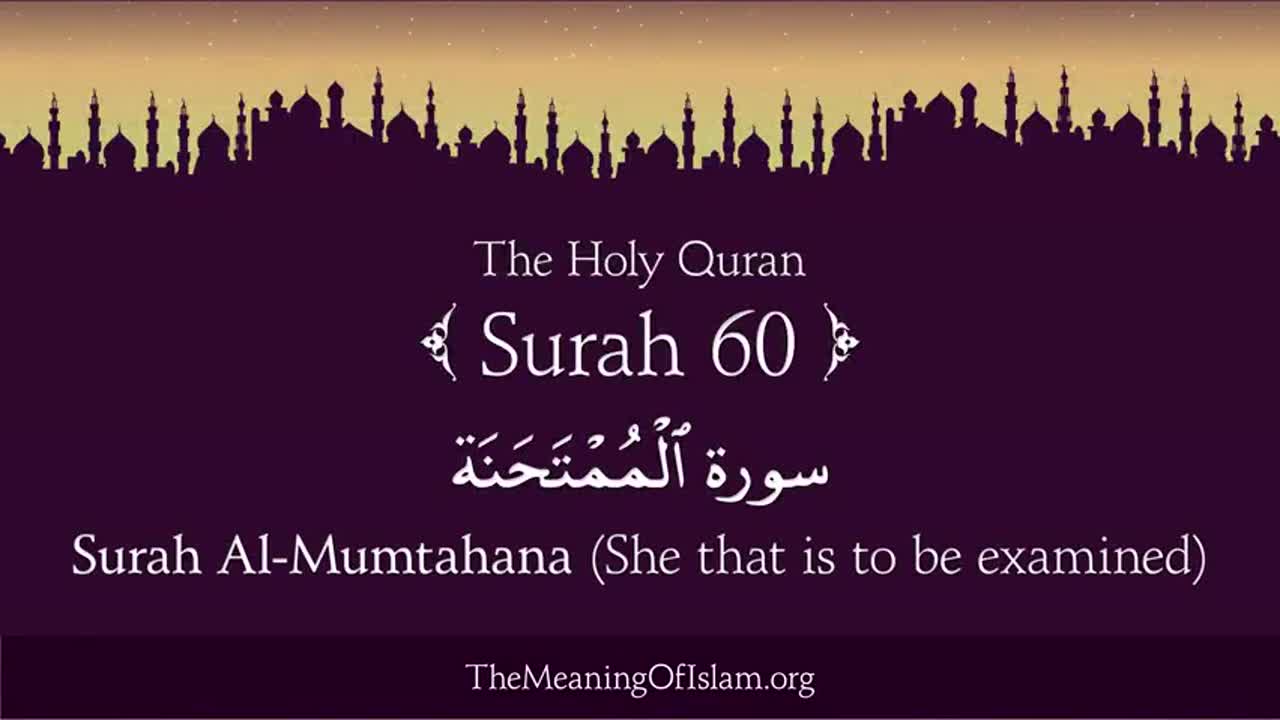 The Holy Quran
Surah 60
سورة ٱلْمُمْتَحَنَة
Surah Al-Mumtahana (She that is to be examined)
TheMeaningOfIslam.org